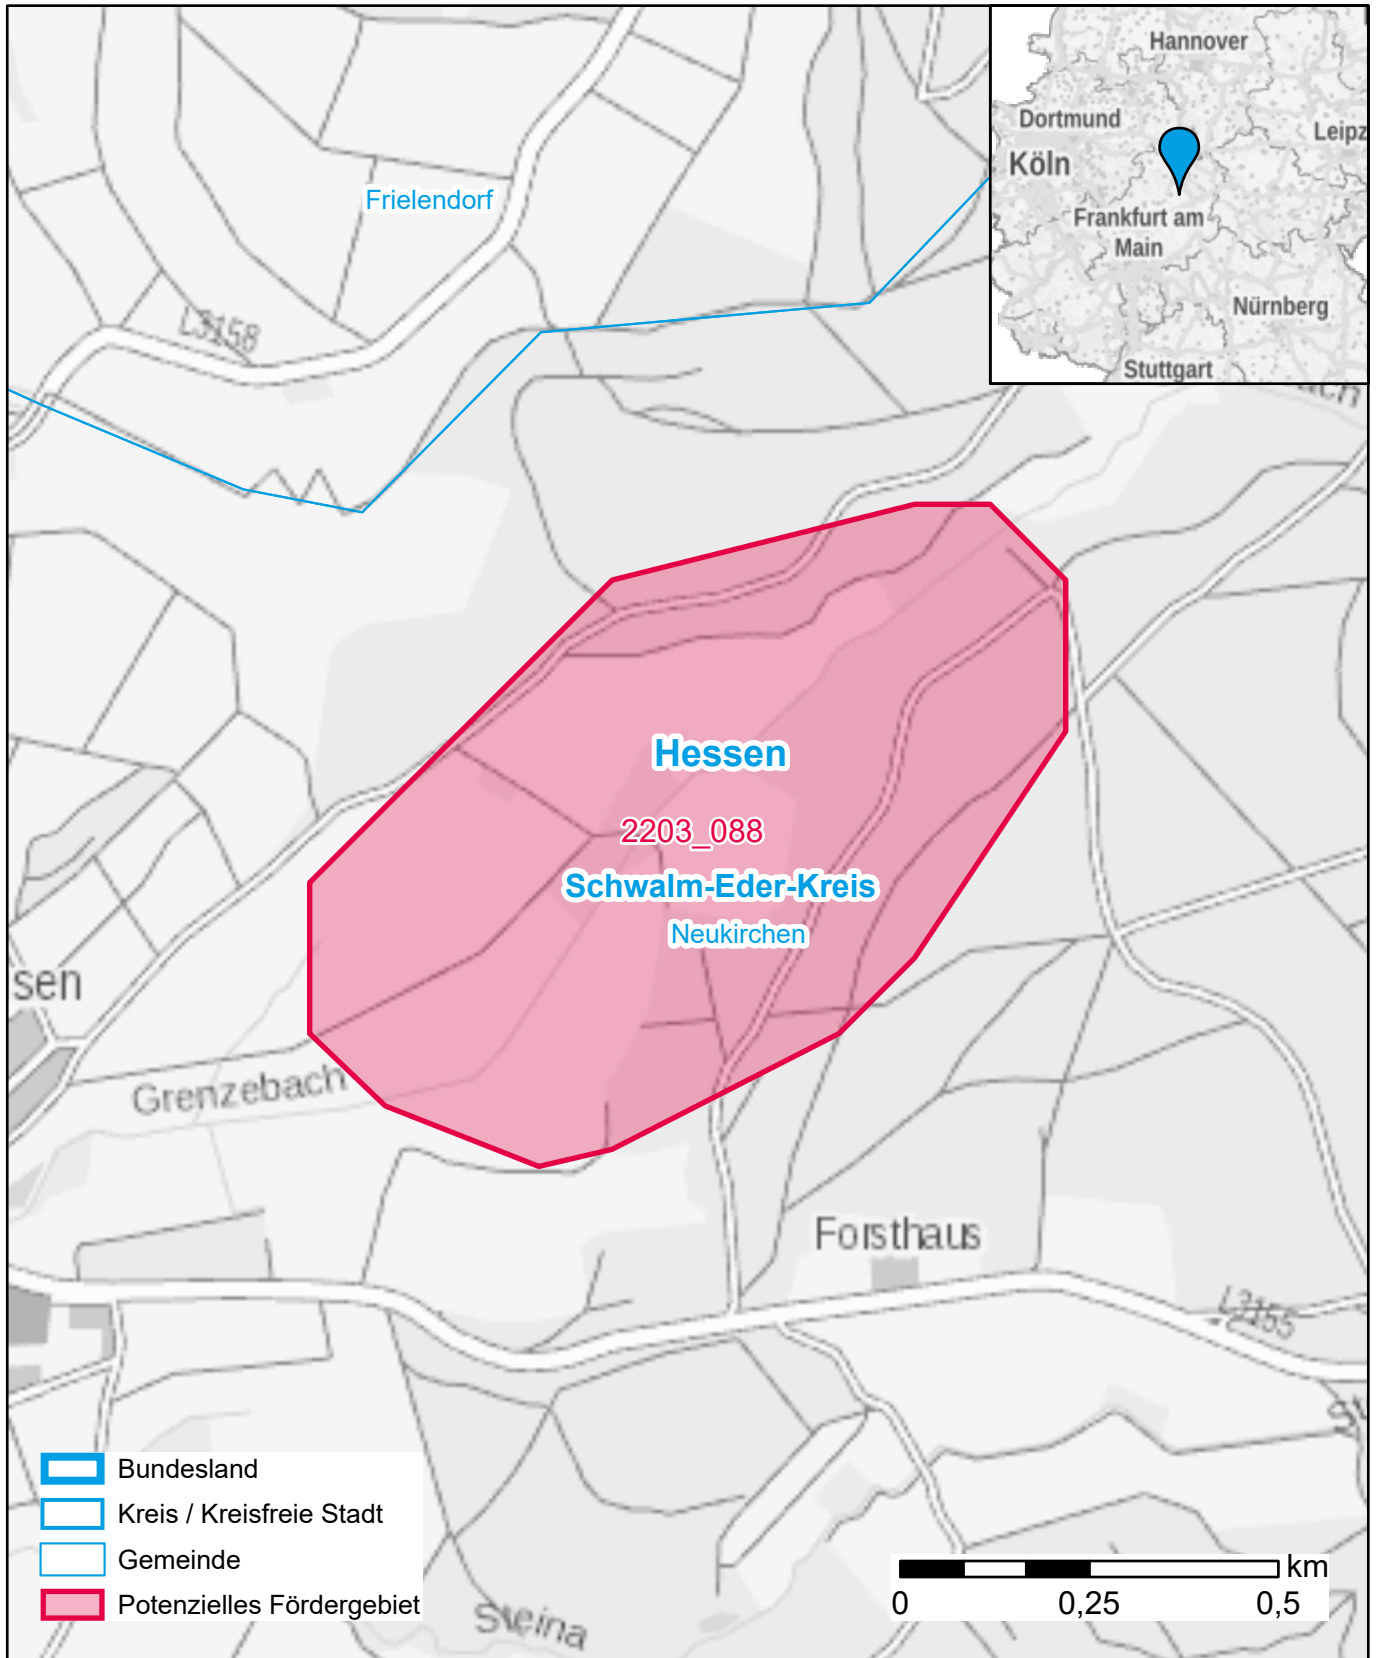 Hannover
Dortmund
Leipz
Köln
Frankfurt am
Main
Nürnberg
Stuttgart
Frielendorf
L3158
ach
Hessen
2203_088
Schwalm-Eder-Kreis
Neukirchen
sen
Grenzebach
Forsthaus
L3155
Steina
Bundesland
Kreis / Kreisfreie Stadt
Gemeinde
Potenzielles Fördergebiet
km
0 0,25 0,5